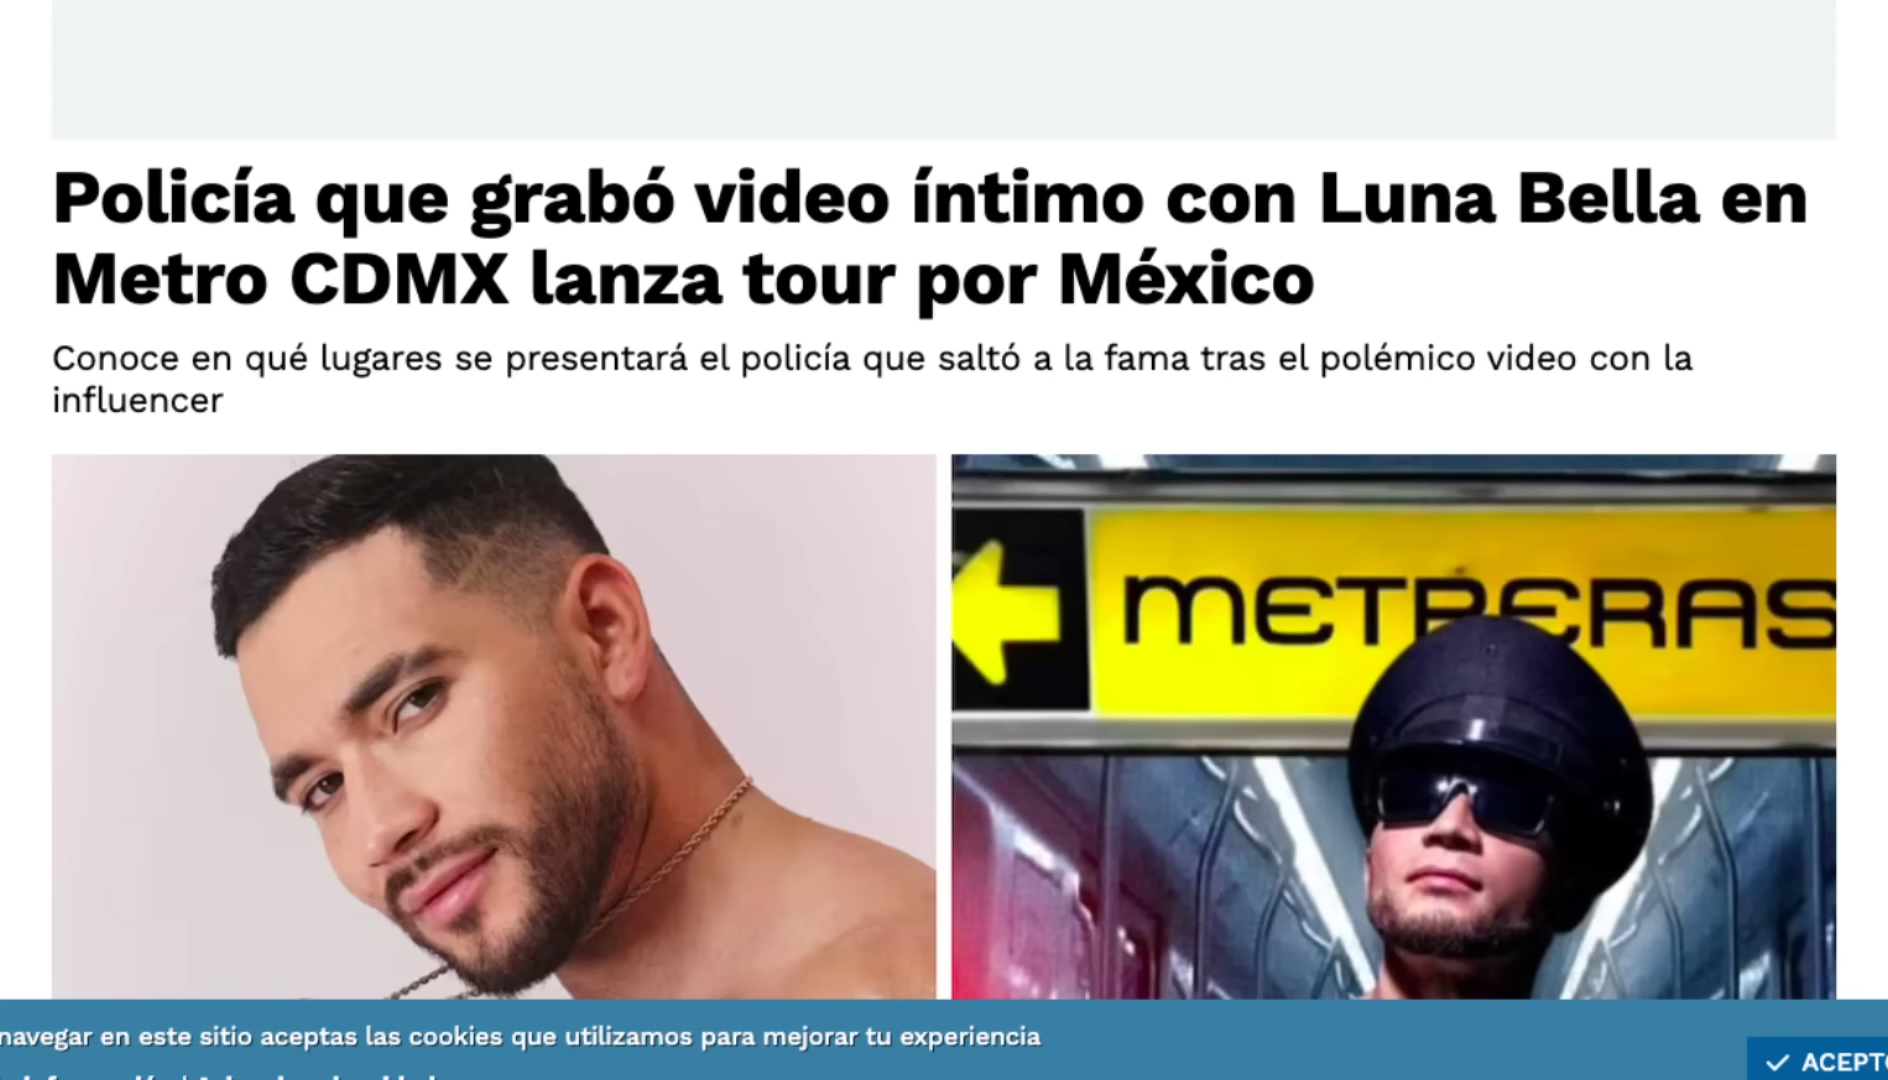 Policía que grabó video íntimo con Luna Bella en
Metro CDMX lanza tour por México
Conoce en qué lugares se presentará el policía que saltó a la fama tras el polémico video con la
influencer
METRERAS
navegar en este sitio aceptas las cookies que utilizamos para mejorar tu experiencia
ACEPTO